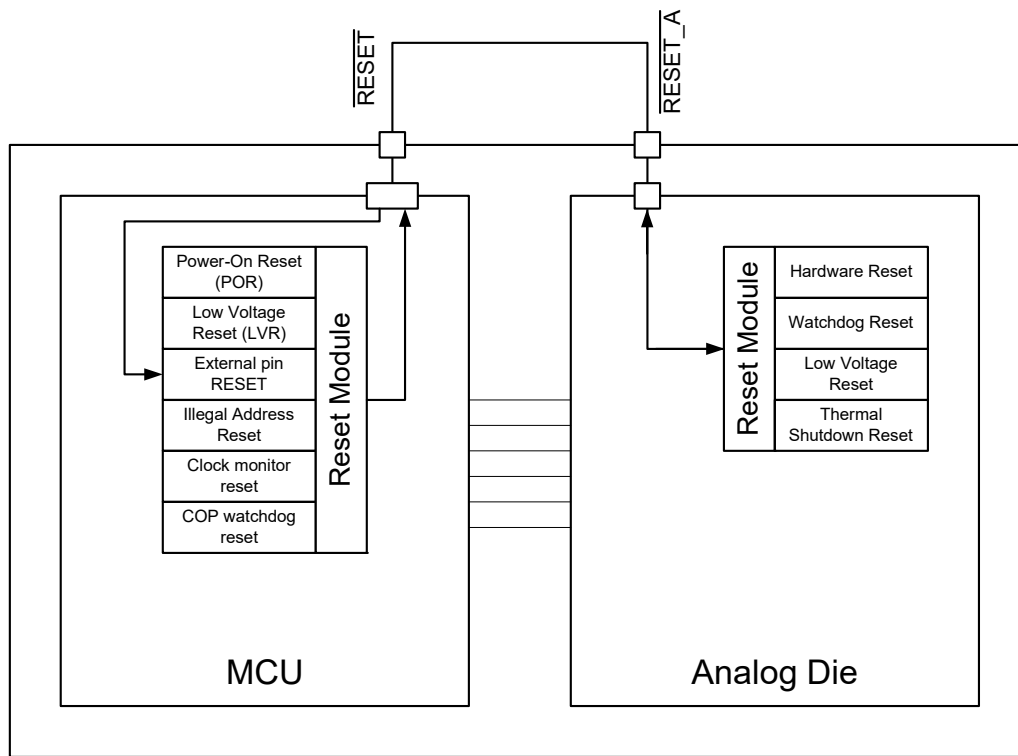 RESET
RESET_A
Power-On Reset
(POR)
Low Voltage
Reset (LVR)
External pin
RESET
Illegal Address
Reset
Clock monitor
reset
COP watchdog
reset
Reset Module
MCU
Reset Module
Hardware Reset
Watchdog Reset
Low Voltage
Reset
Thermal
Shutdown Reset
Analog Die